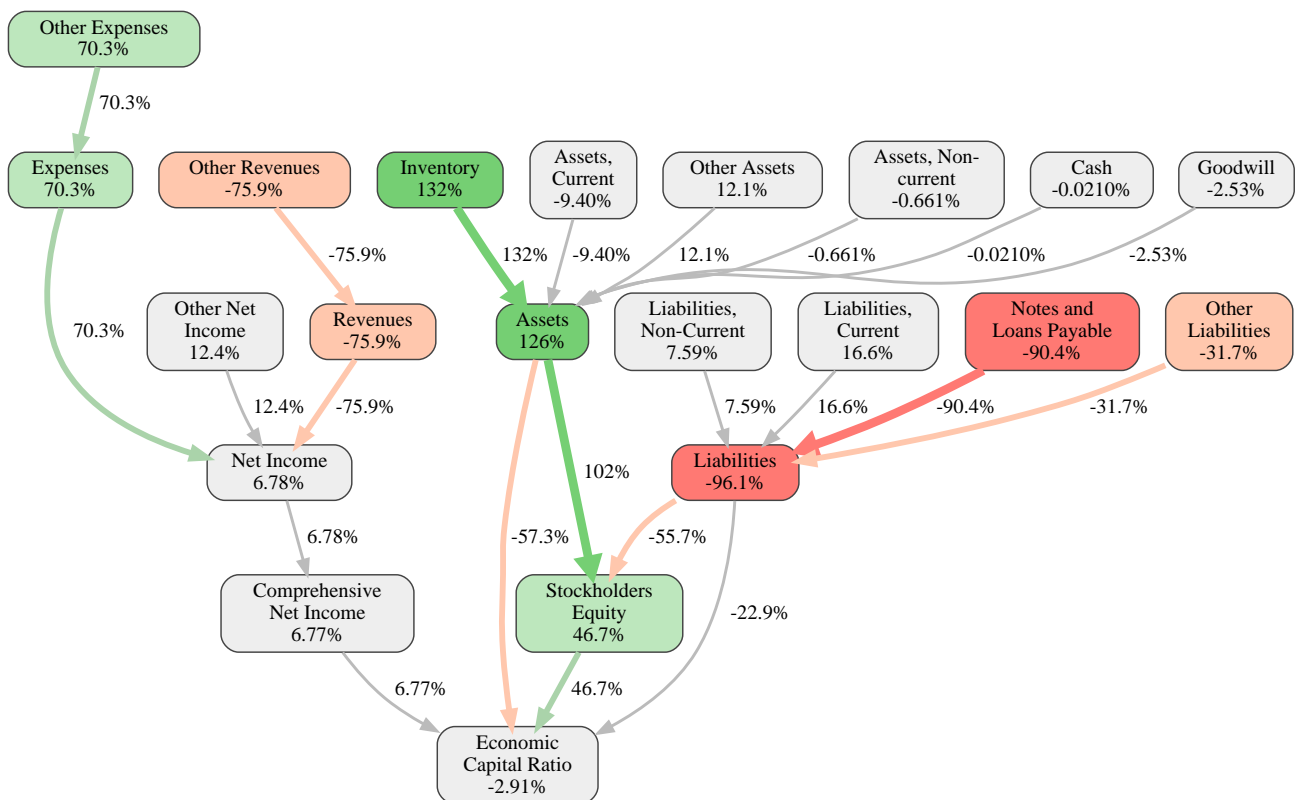 Other Expenses
70.3%
70.3%
Expenses
70.3%
Other Revenues
-75.9%
Inventory
132%
Assets,
Current
-9.40%
Other Assets
12.1%
Assets, Non-
current
-0.661%
Cash
-0.0210%
Goodwill
-2.53%
-75.9%
132%
-9.40%
12.1%
-0.661%
-0.0210%
-2.53%
70.3%
Other Net
Income
12.4%
Revenues
-75.9%
Assets
126%
Liabilities,
Non-Current
7.59%
Liabilities,
Current
16.6%
Notes and
Loans Payable
-90.4%
Other
Liabilities
-31.7%
12.4%
-75.9%
7.59%
16.6%
-90.4%
-31.7%
Net Income
6.78%
102%
Liabilities
-96.1%
6.78%
-57.3%
-55.7%
Comprehensive
Net Income
6.77%
Stockholders
Equity
46.7%
-22.9%
6.77%
46.7%
Economic
Capital Ratio
-2.91%